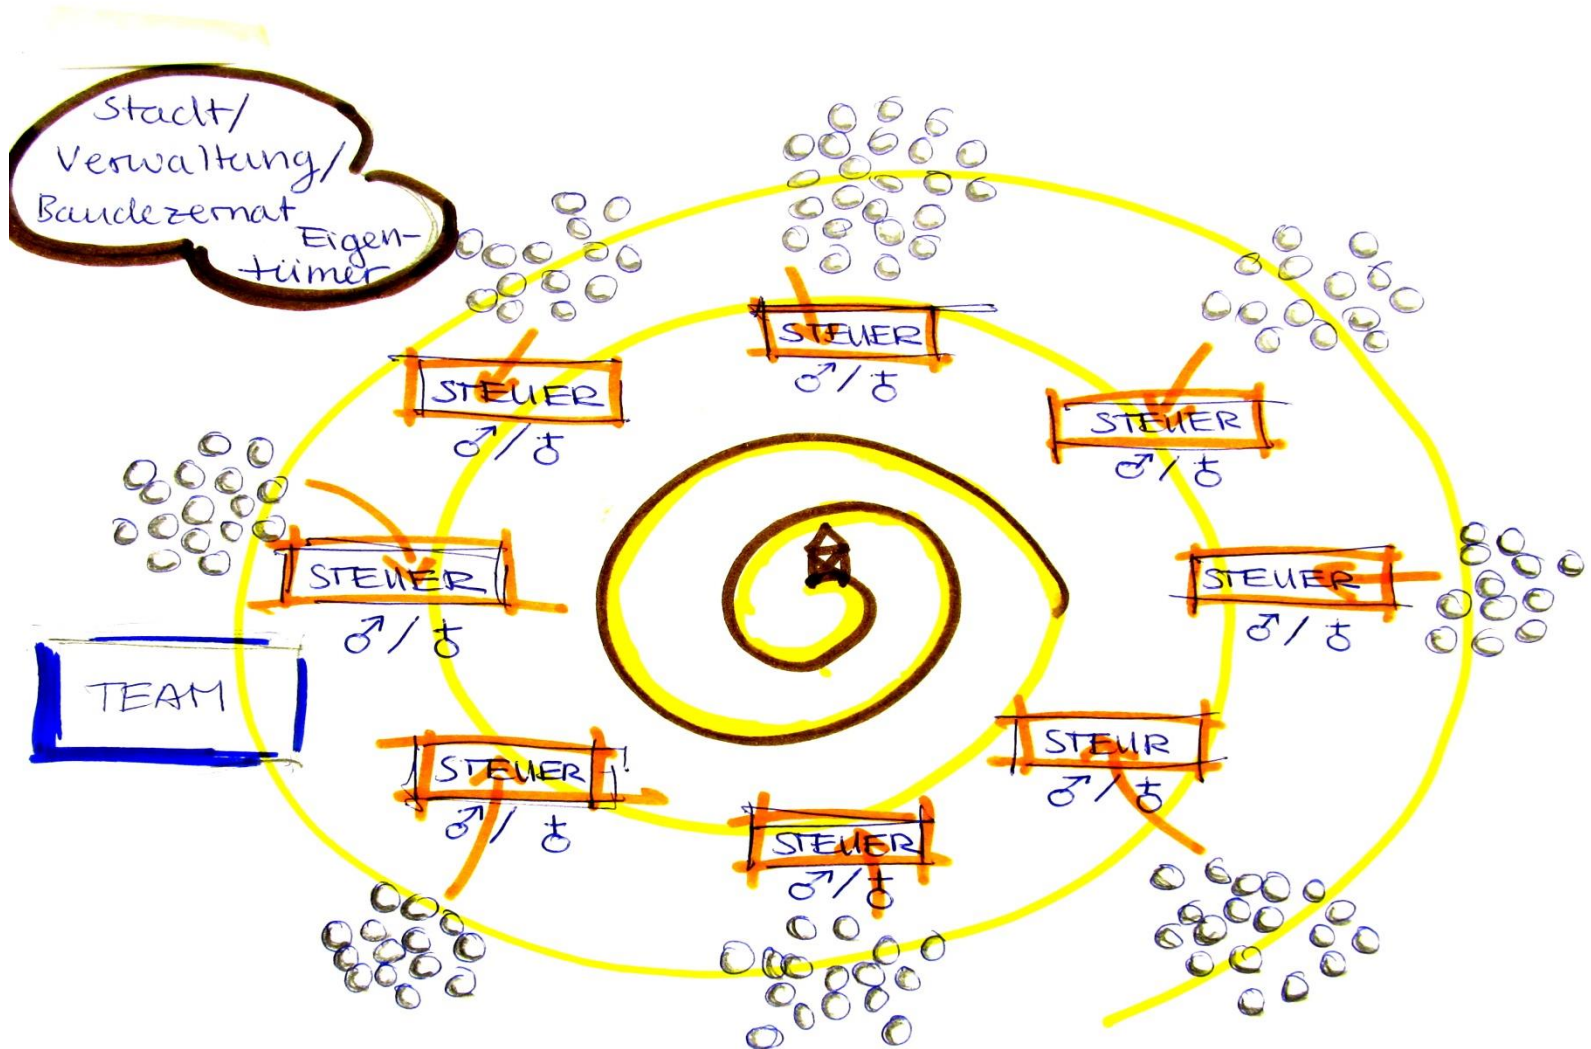 Stadt/
Verwaltung/
Baudezernat
Eigen-
tümer
STEUER
♂/♀
STEUER
♂/♀
STEUER
♂/♀
STEUER
♂/♀
STEUER
♂/♀
TEAM
STEUR
♂/♀
STEUER
♂/♀
STEUER
♂/♀